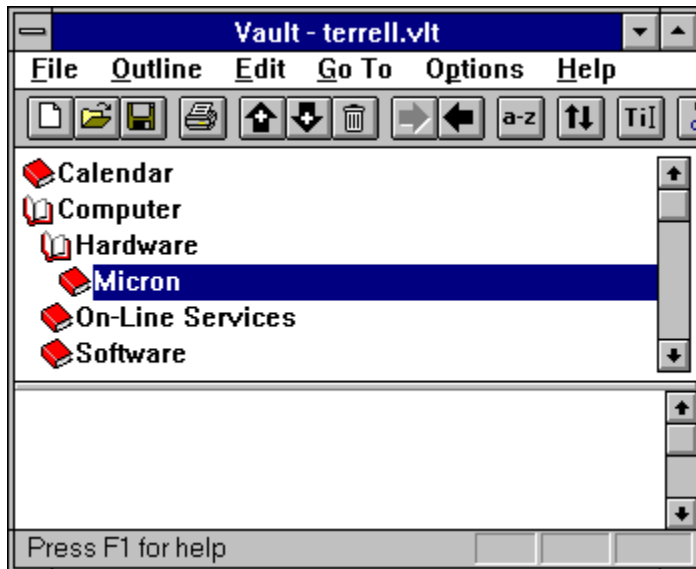 Vault - terrell.vlt
File Outline Edit Go To Options Help
a-z TiI
Calendar
Computer
Hardware
Micron
On-Line Services
Software
Press F1 for help